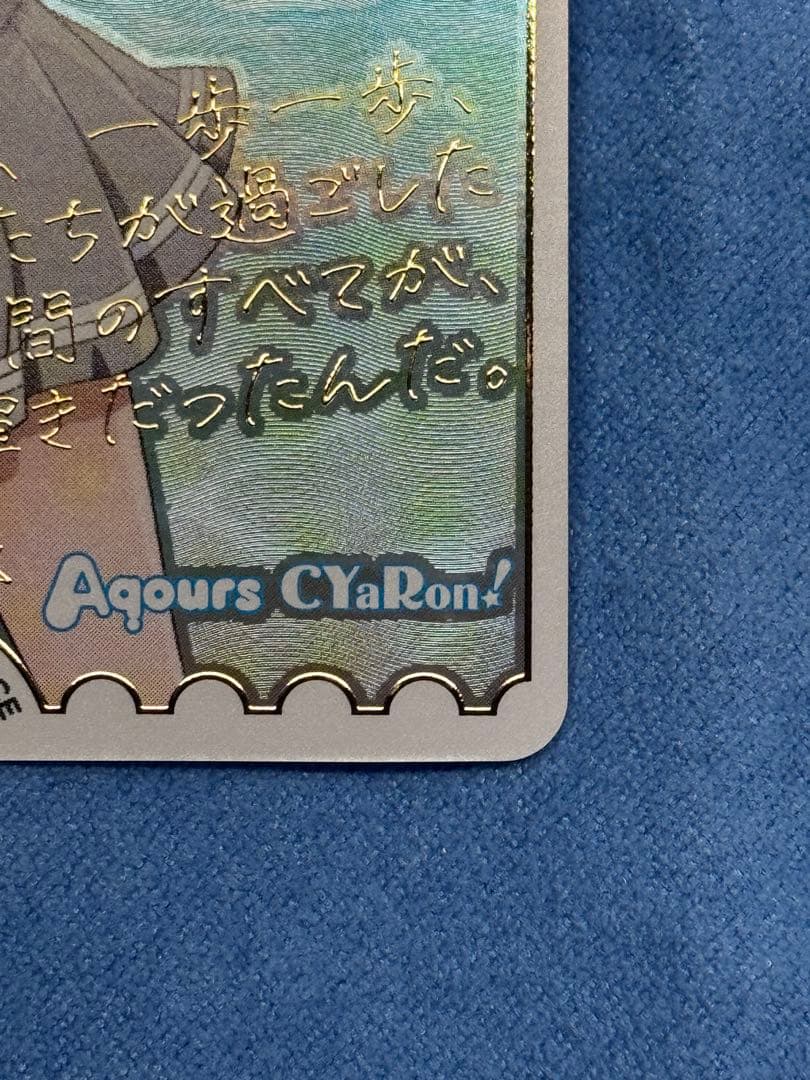 、一歩一歩、
たちが過ごした
間のすべてが、
きだったんだ。
Aqours CYaRon!
CE